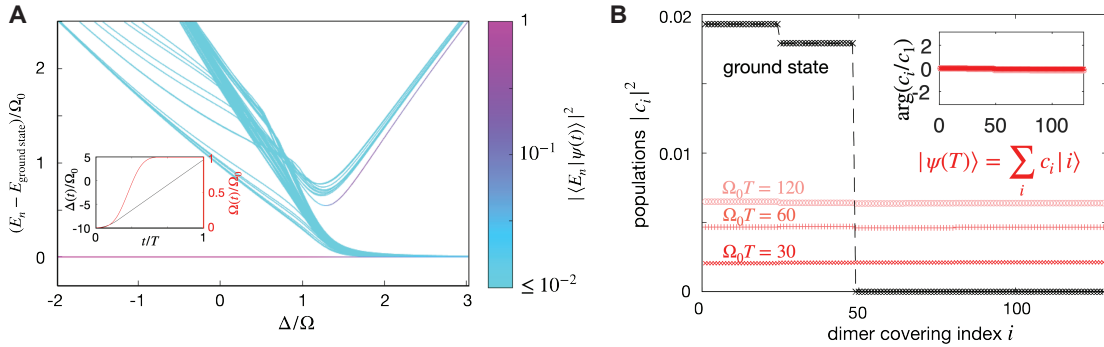 A
2
1
0
(E_n − E_ground state)/Ω_0
-2
-1
0
1
2
3
Δ/Ω
5
0
-5
-10
Δ(t)/Ω_0
0
1
t/T
1
0.5
0
Ω(t)/Ω_0
1
10^−1
≤ 10^−2
|⟨E_n|ψ(t)⟩|^2
B
0.02
0.01
0
populations |c_i|^2
0
50
100
dimer covering index i
ground state
2
0
-2
arg(c_i/c_1)
0
50
100
|ψ(T)⟩ = ∑_i c_i|i⟩
Ω_0T = 120
Ω_0T = 60
Ω_0T = 30